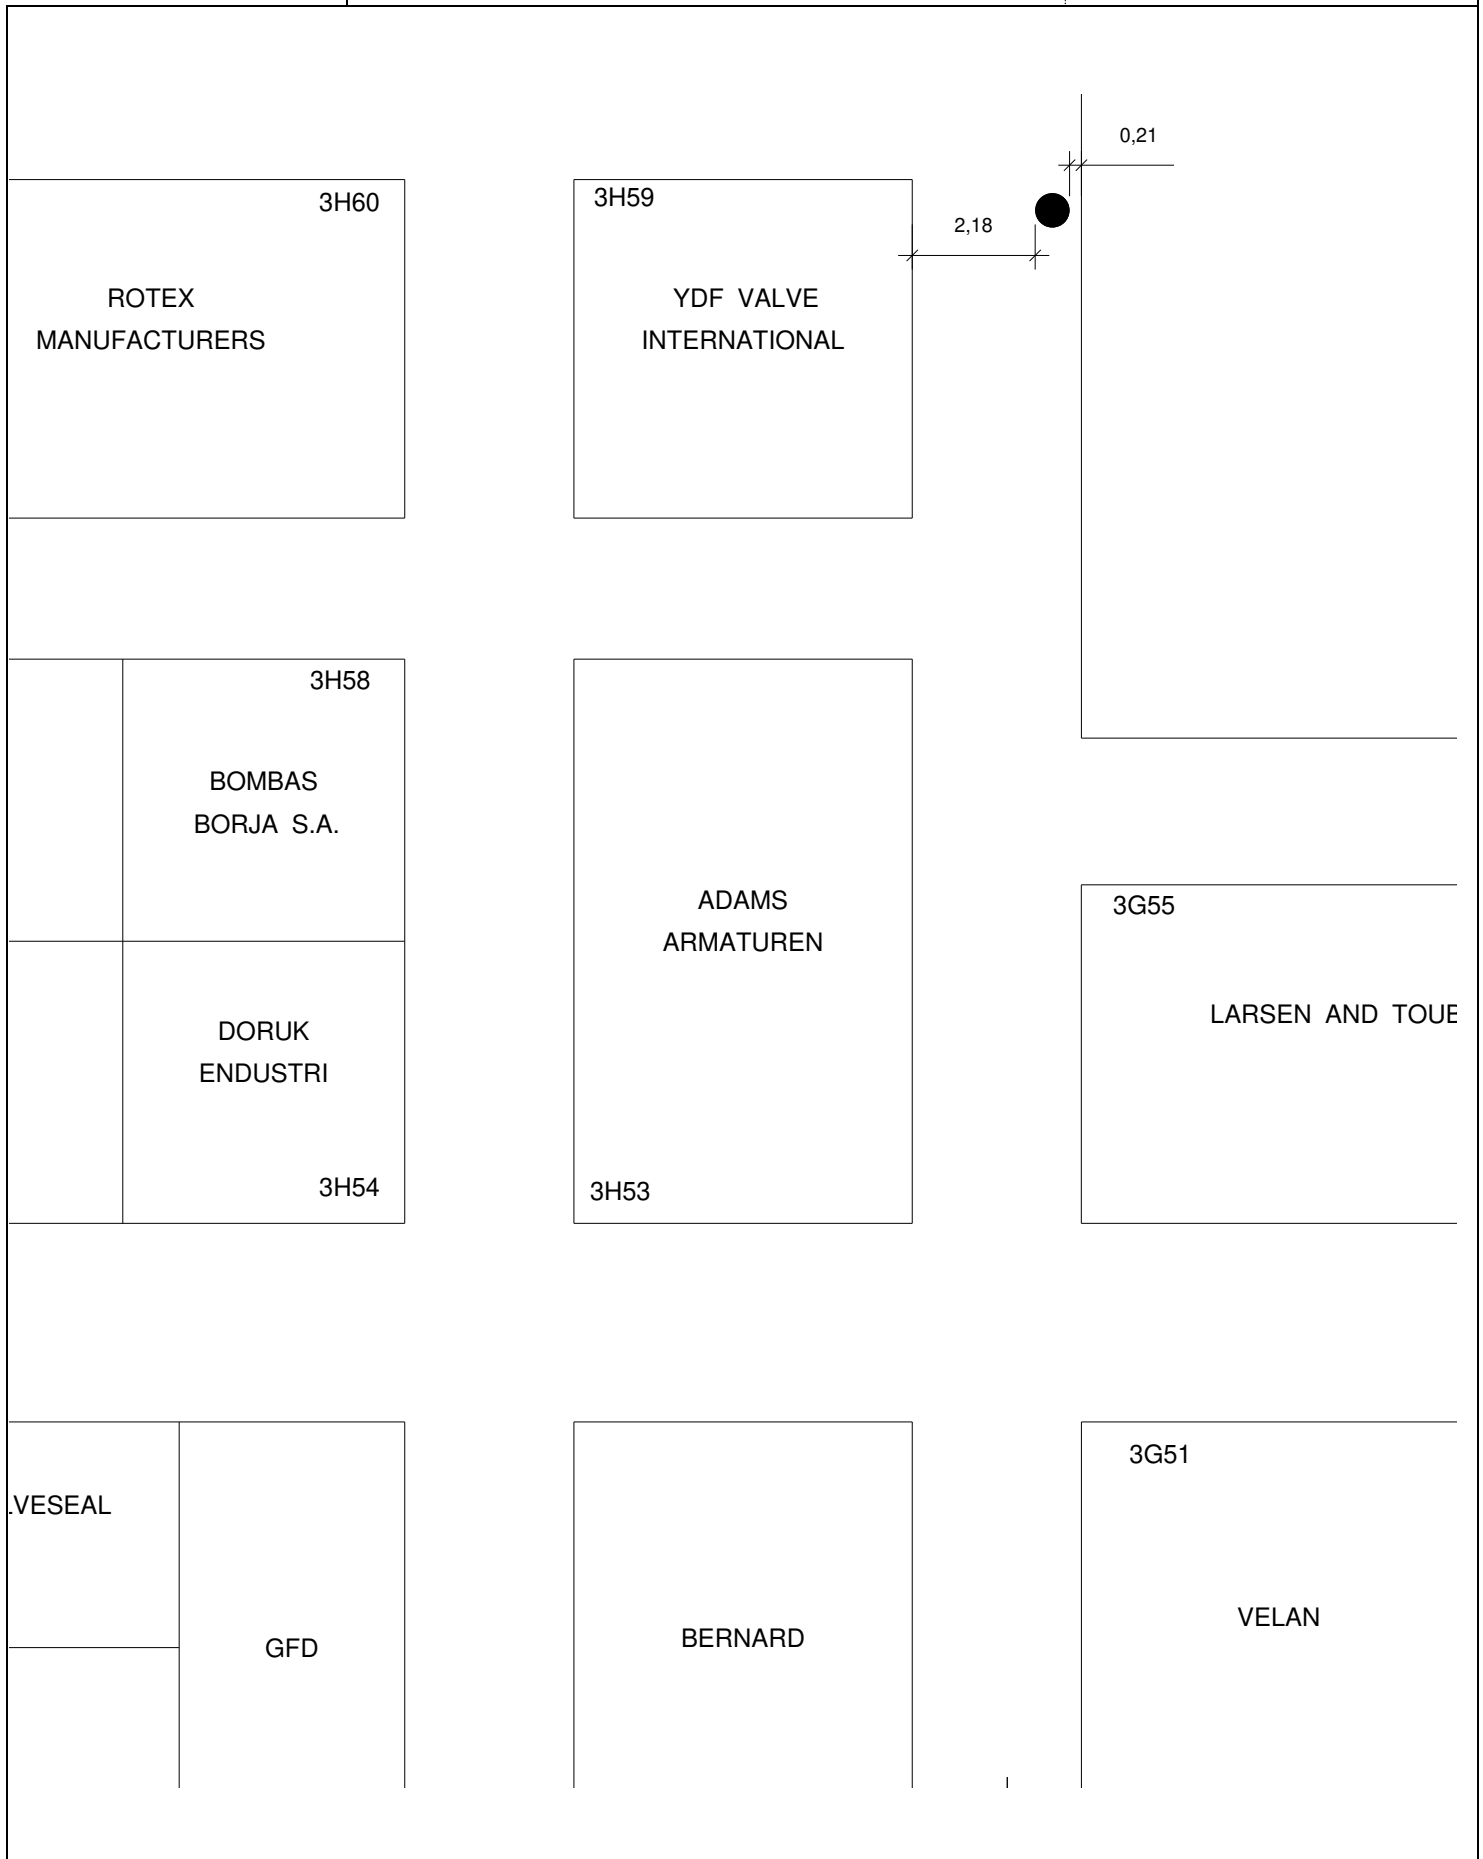 0,21
3H60
3H59
2,18
ROTEX
MANUFACTURERS
YDF VALVE
INTERNATIONAL
3H58
BOMBAS
BORJA S.A.
ADAMS
ARMATUREN
3G55
LARSEN AND TOUB
DORUK
ENDUSTRI
3H54
3H53
3G51
LVESEAL
VELAN
GFD
BERNARD